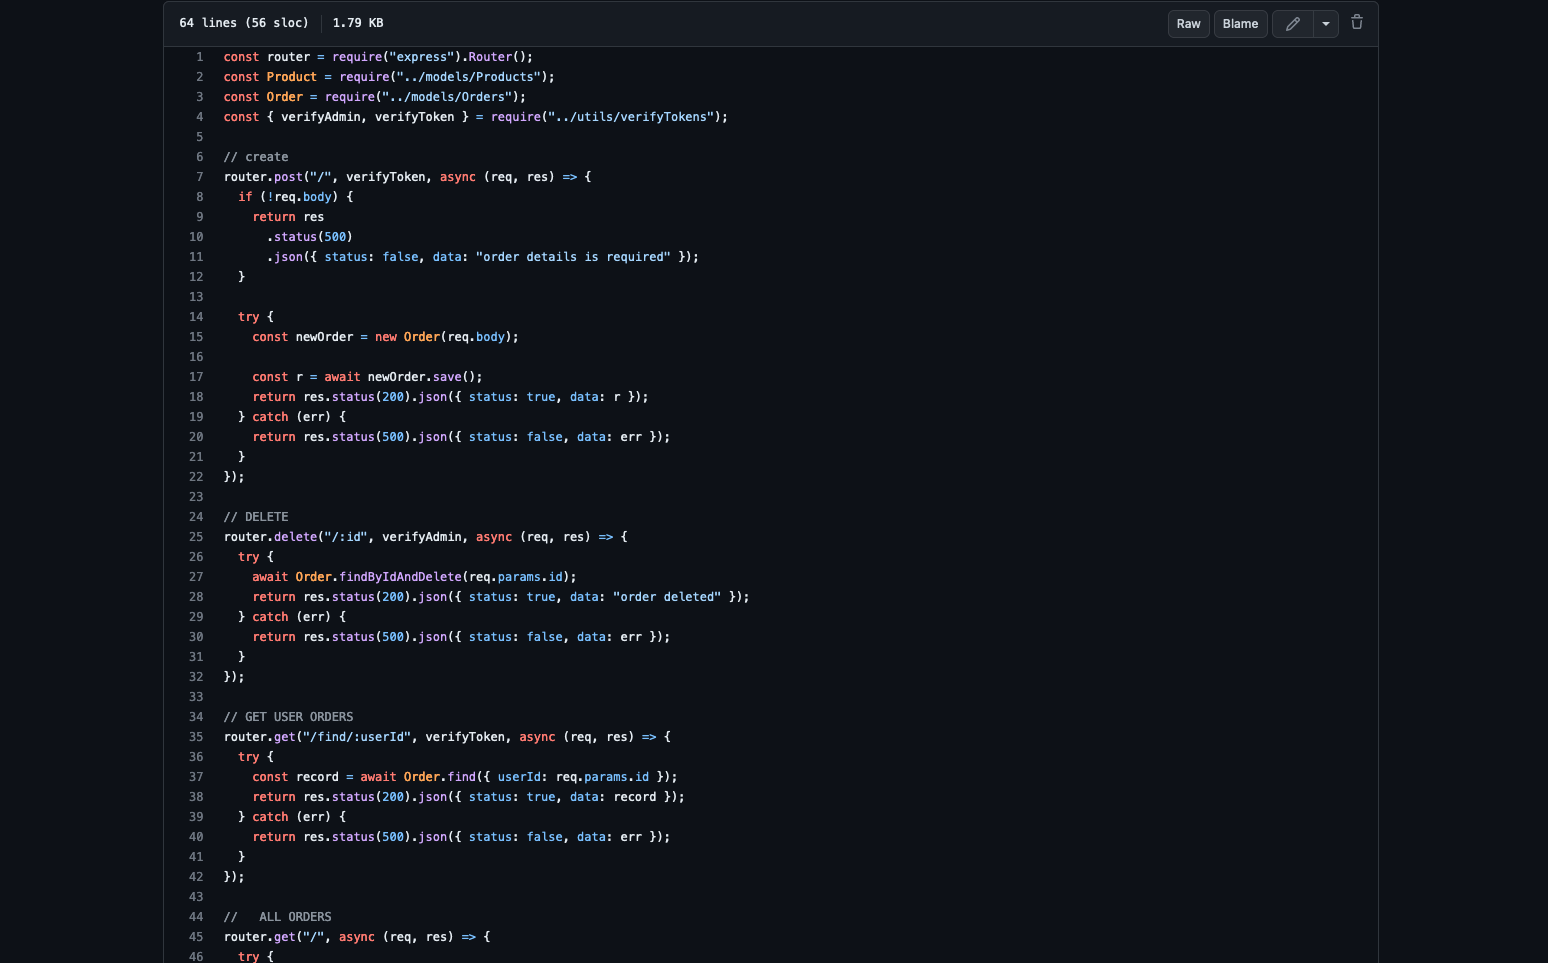 64 lines (56 sloc) 1.79 KB Raw Blame
1 const router = require("express").Router();
2 const Product = require("../models/Products");
3 const Order = require("../models/Orders");
4 const { verifyAdmin, verifyToken } = require("../utils/verifyTokens");
5
6 // create
7 router.post("/", verifyToken, async (req, res) => {
8   if (!req.body) {
9     return res
10       .status(500)
11       .json({ status: false, data: "order details is required" });
12   }
13
14   try {
15     const newOrder = new Order(req.body);
16
17     const r = await newOrder.save();
18     return res.status(200).json({ status: true, data: r });
19   } catch (err) {
20     return res.status(500).json({ status: false, data: err });
21   }
22 });
23
24 // DELETE
25 router.delete("/:id", verifyAdmin, async (req, res) => {
26   try {
27     await Order.findByIdAndDelete(req.params.id);
28     return res.status(200).json({ status: true, data: "order deleted" });
29   } catch (err) {
30     return res.status(500).json({ status: false, data: err });
31   }
32 });
33
34 // GET USER ORDERS
35 router.get("/find/:userId", verifyToken, async (req, res) => {
36   try {
37     const record = await Order.find({ userId: req.params.id });
38     return res.status(200).json({ status: true, data: record });
39   } catch (err) {
40     return res.status(500).json({ status: false, data: err });
41   }
42 });
43
44 //   ALL ORDERS
45 router.get("/", async (req, res) => {
46   try {